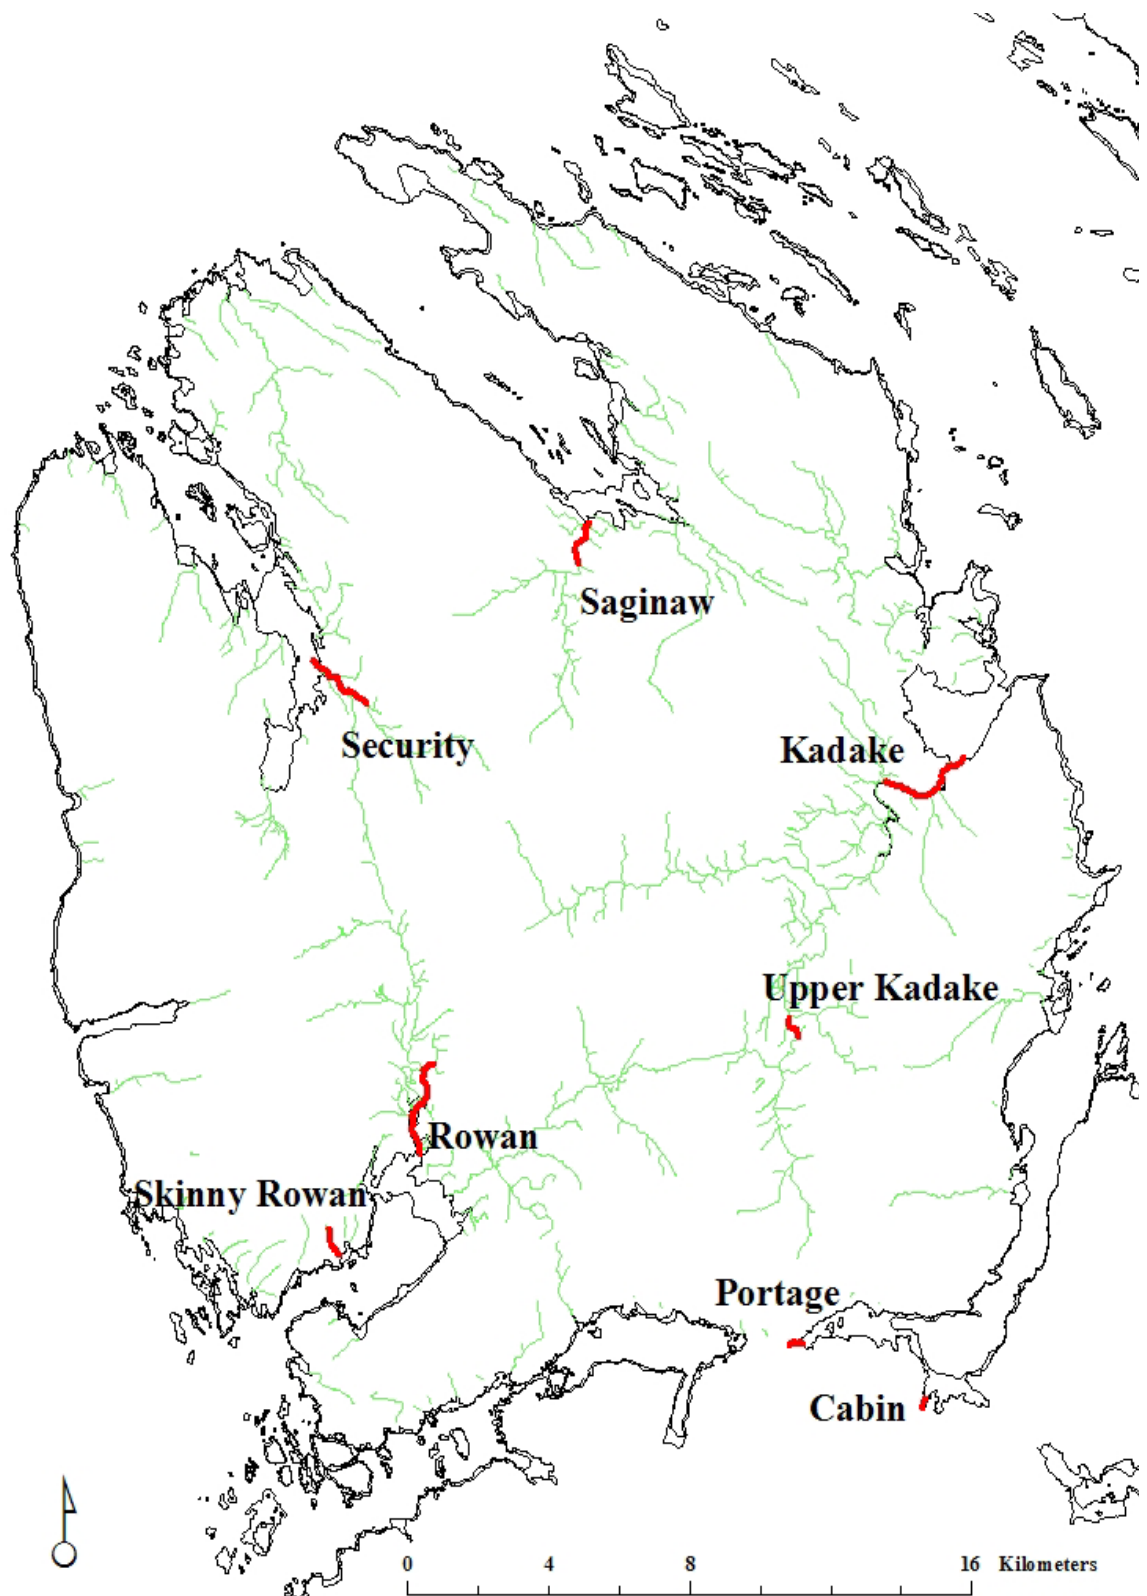 Saginaw
Security
Kadake
Upper Kadake
Rowan
Skinny Rowan
Portage
Cabin
0 4 8 16 Kilometers